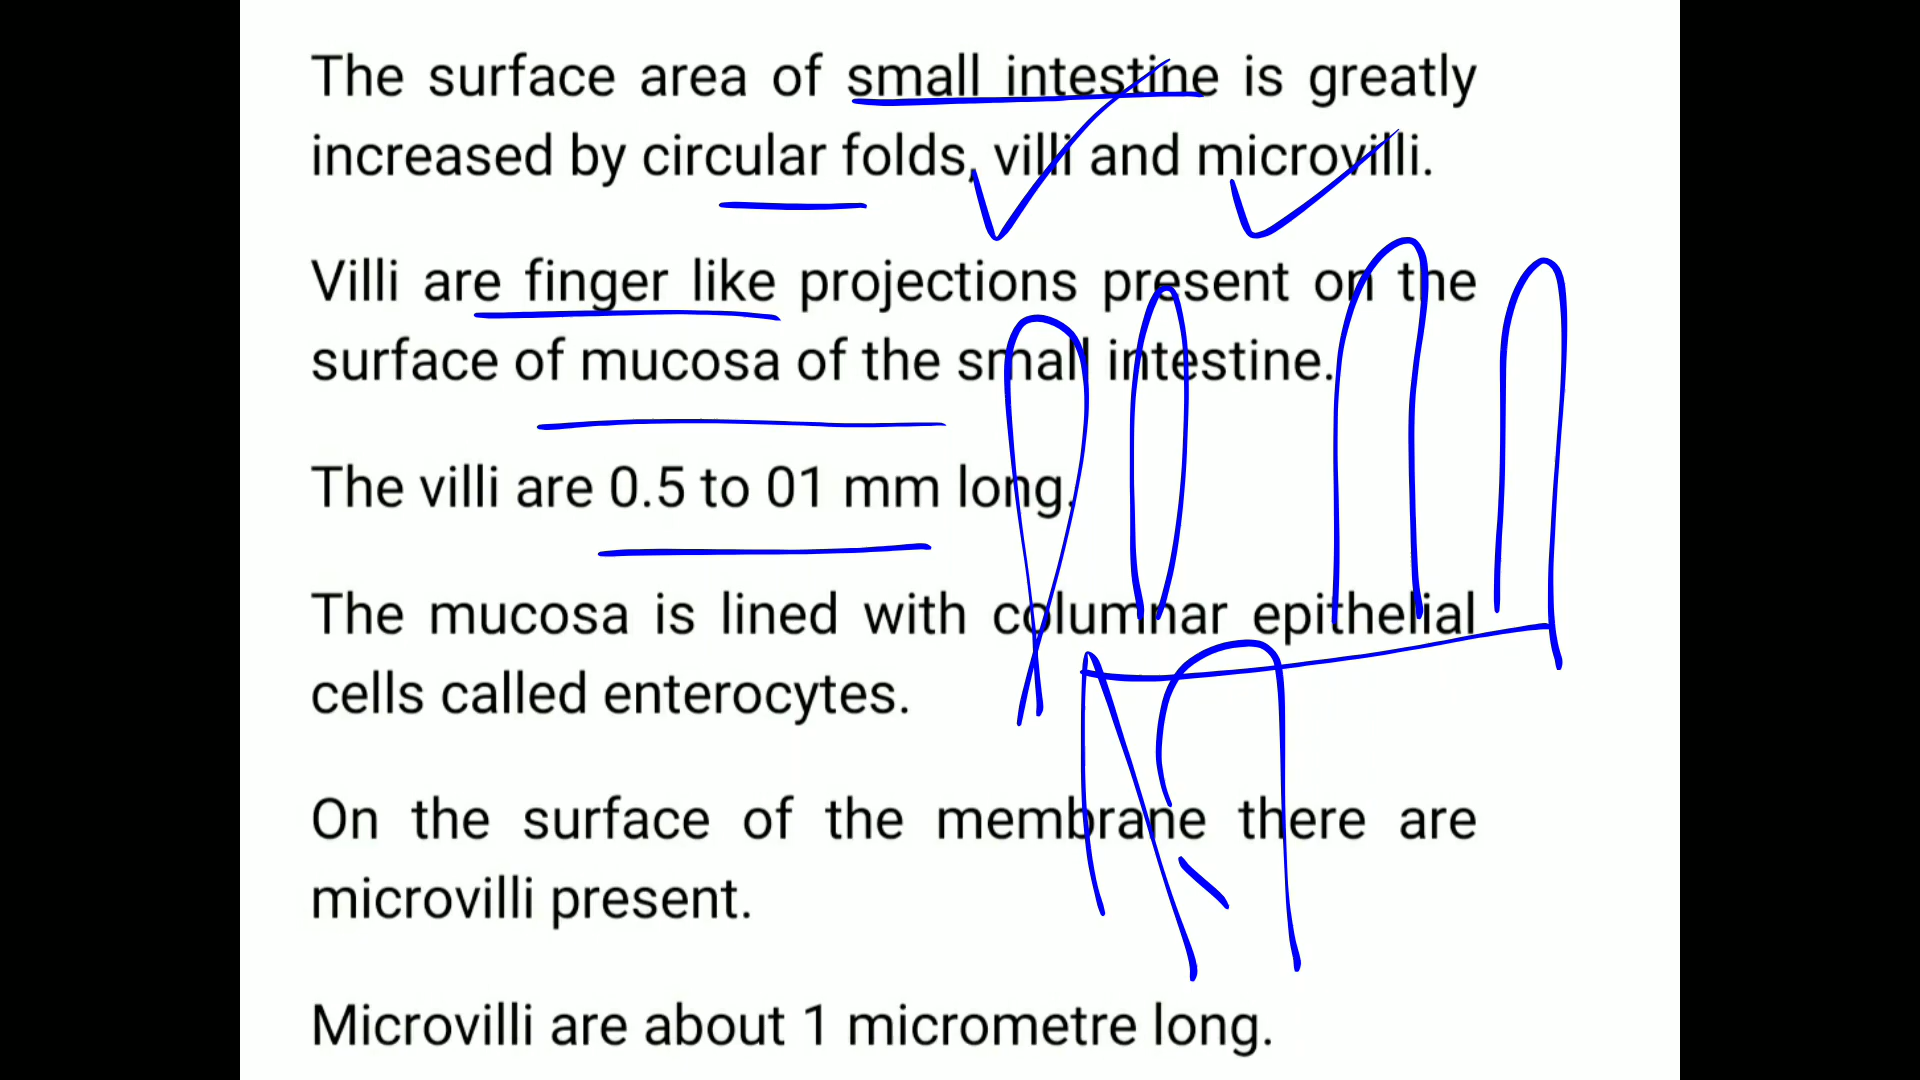 The surface area of small intestine is greatly
increased by circular folds, villi and microvilli.
Villi are finger like projections present on the
surface of mucosa of the small intestine.
The villi are 0.5 to 01 mm long.
The mucosa is lined with columnar epithelial
cells called enterocytes.
On the surface of the membrane there are
microvilli present.
Microvilli are about 1 micrometre long.